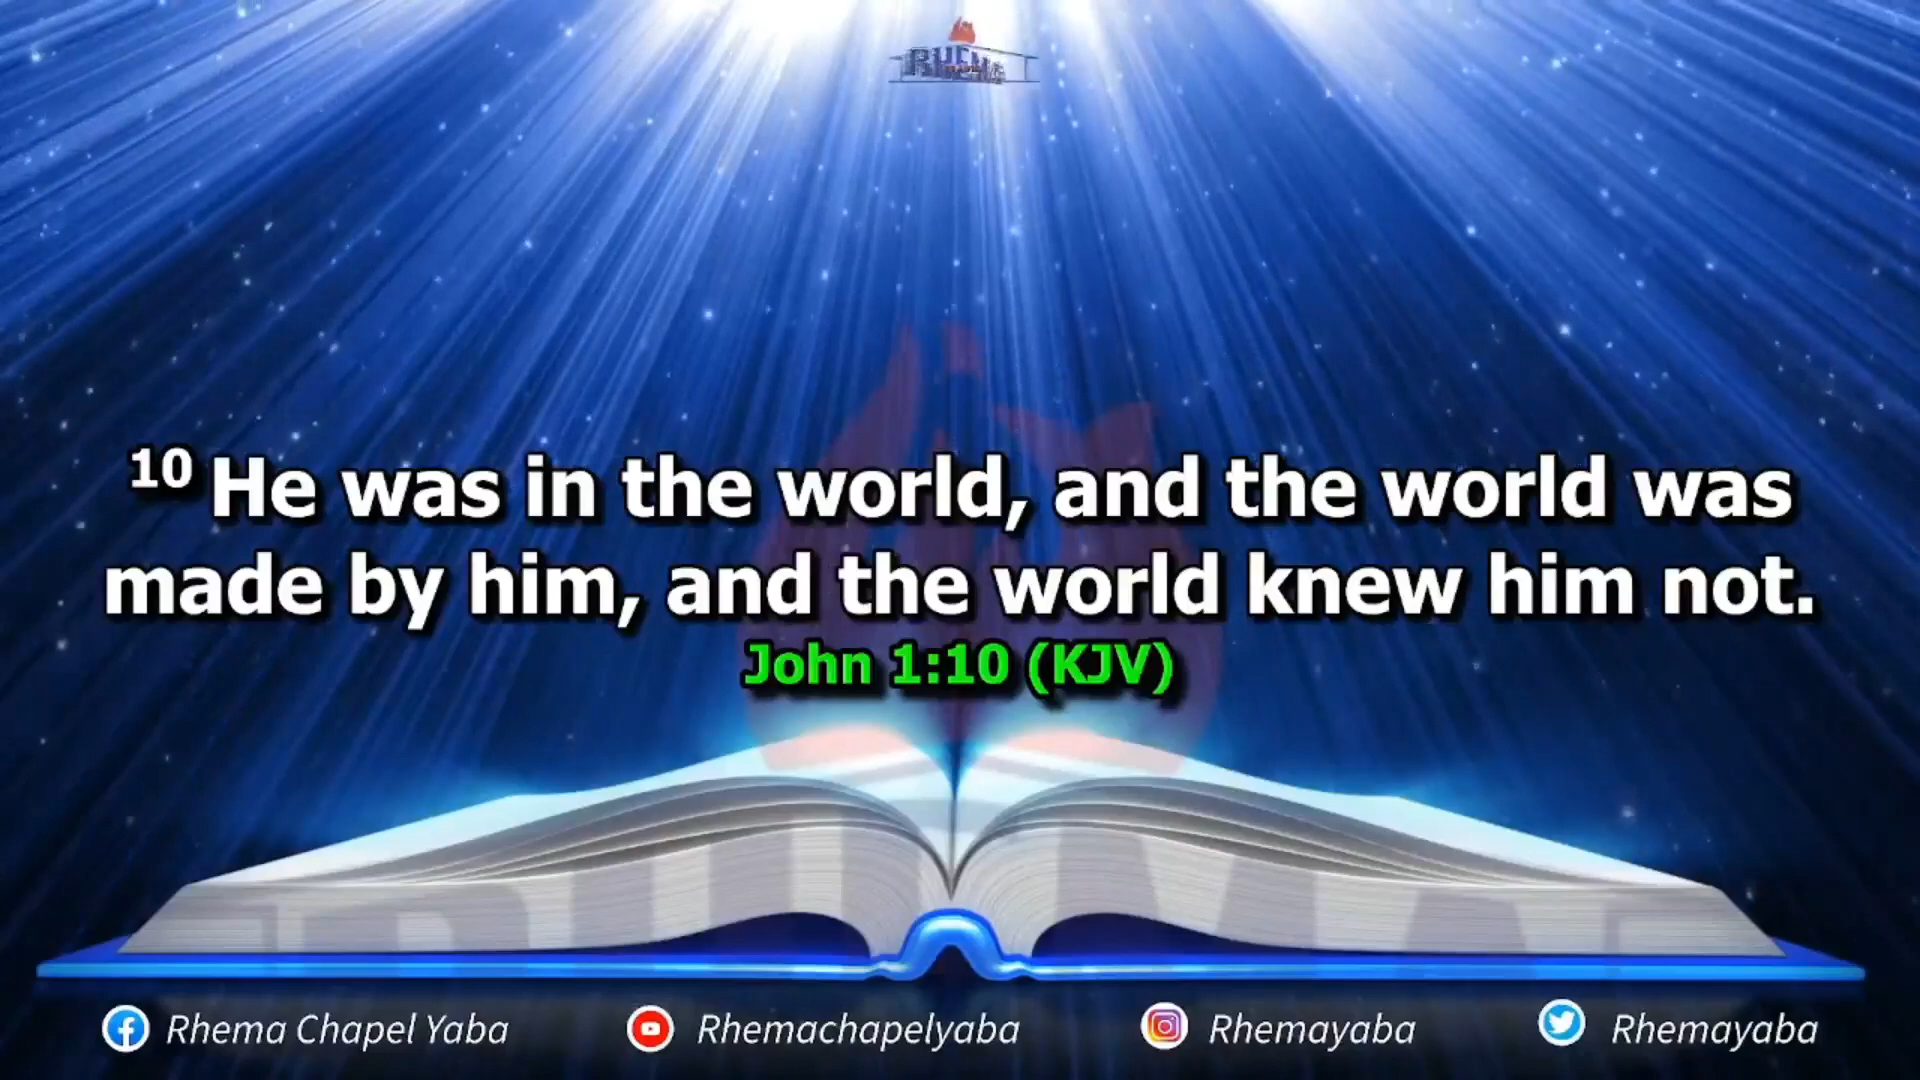 RHEMA
10 He was in the world, and the world was
made by him, and the world knew him not.
John 1:10 (KJV)
Rhema Chapel Yaba Rhemachapelyaba Rhemayaba Rhemayaba